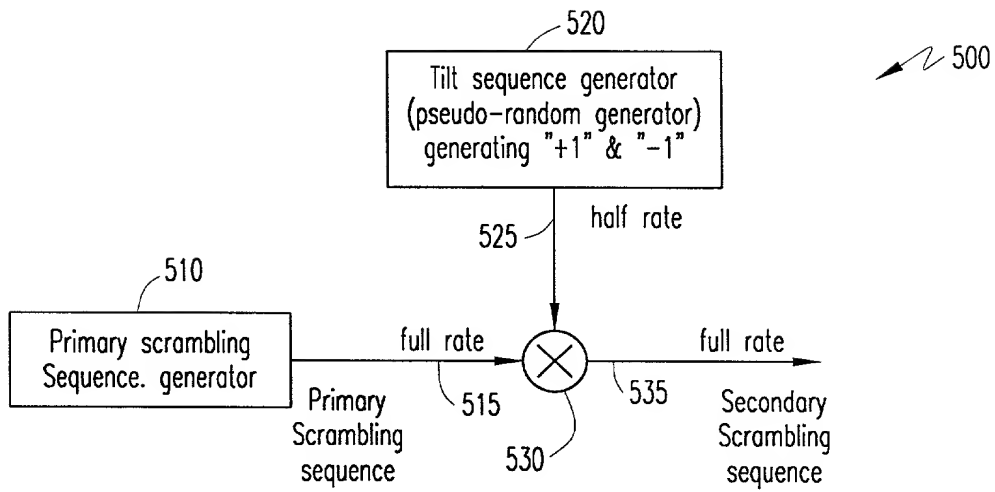 520
500
Tilt sequence generator
(pseudo-random generator)
generating "+1" & "-1"
525
half rate
510
Primary scrambling
Sequence. generator
full rate
full rate
515
535
Primary
Scrambling
sequence
530
Secondary
Scrambling
sequence